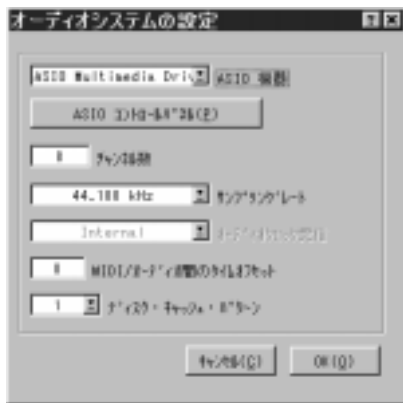 オーディオシステムの設定
ASIO Multimedia Driv ASIO 機器
ASIO ｺﾝﾄﾛｰﾙﾊﾟﾈﾙ(P)
8 ﾁｬﾝﾈﾙ数
44.100 kHz ｻﾝﾌﾟﾘﾝｸﾞﾚｰﾄ
Internal
0 MIDI/ｵｰﾃﾞｨｵ間のﾀｲﾑｵﾌｾｯﾄ
1 ﾃﾞｨｽｸ・ｷｬｯｼｭ・ﾊﾟﾀｰﾝ
ｷｬﾝｾﾙ(C) OK(O)